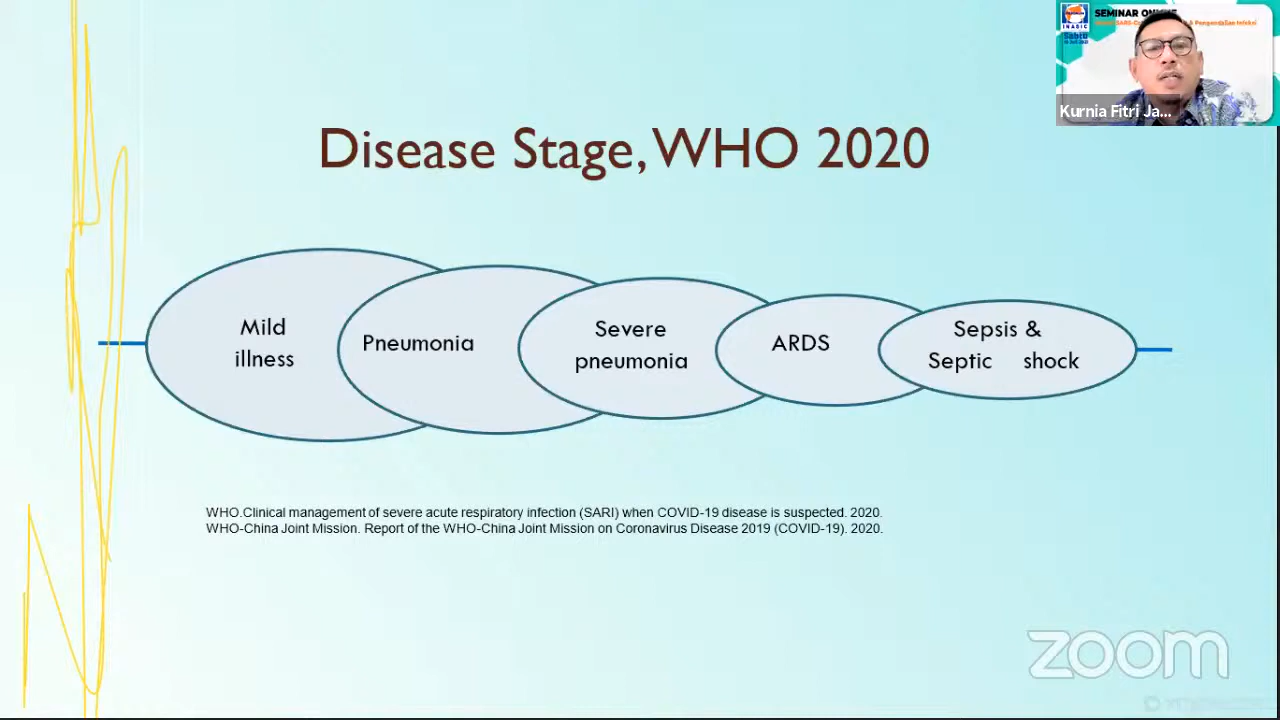 SEMINAR ONLINE
INASIC
Sabtu
Kurnia Fitri Ja...
Disease Stage, WHO 2020
Mild
illness
Pneumonia
Severe
pneumonia
ARDS
Sepsis &
Septic shock
WHO.Clinical management of severe acute respiratory infection (SARI) when COVID-19 disease is suspected. 2020.
WHO-China Joint Mission. Report of the WHO-China Joint Mission on Coronavirus Disease 2019 (COVID-19). 2020.
zoom